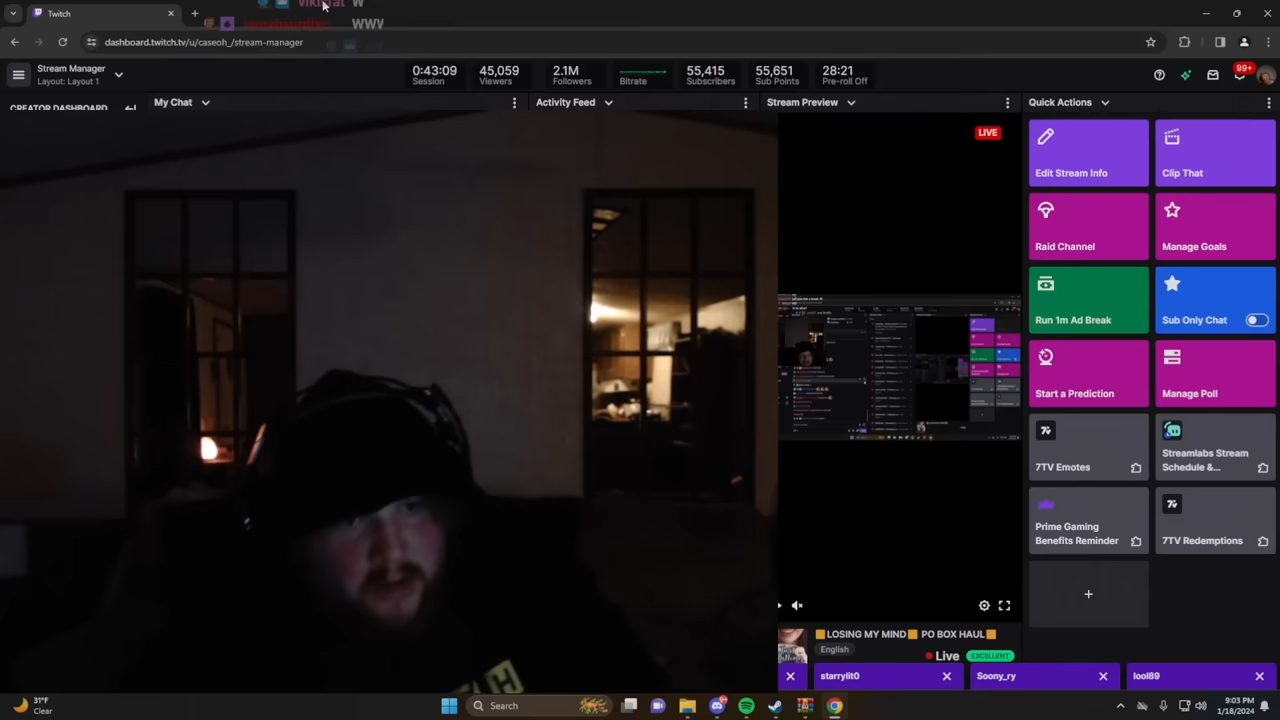 Twitch
vikikat W
WWW
dashboard.twitch.tv/u/caseoh_/stream-manager
Stream Manager
Layout: Layout 1
0:43:09
Session
45,059
Viewers
2.1M
Followers
Bitrate
55,415
Subscribers
55,651
Sub Points
28:21
Pre-roll Off
99+
CREATOR DASHBOARD
My Chat
Activity Feed
Stream Preview
Quick Actions
LIVE
Edit Stream Info
Clip That
Raid Channel
Manage Goals
Run 1m Ad Break
Sub Only Chat
Start a Prediction
Manage Poll
7TV Emotes
Streamlabs Stream
Schedule &...
Prime Gaming
Benefits Reminder
7TV Redemptions
LOSING MY MIND PO BOX HAUL
English
Live
EXCELLENT
starrylit0
Soony_ry
lool89
31°F
Clear
Search
9:03 PM
1/18/2024